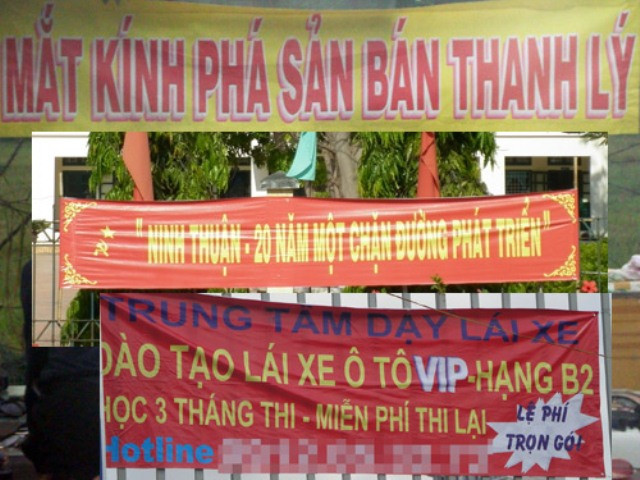 MẮT KÍNH PHÁ SẢN BÁN THANH LÝ
"NINH THUẬN - 20 NĂM MỘT CHẶN ĐƯỜNG PHÁT TRIỂN"
TRUNG TÂM DẠY LÁI XE
ĐÀO TẠO LÁI XE Ô TÔ VIP-HẠNG B2
HỌC 3 THÁNG THI - MIỄN PHÍ THI LẠI
LỆ PHÍ
TRỌN GÓI
Hotline